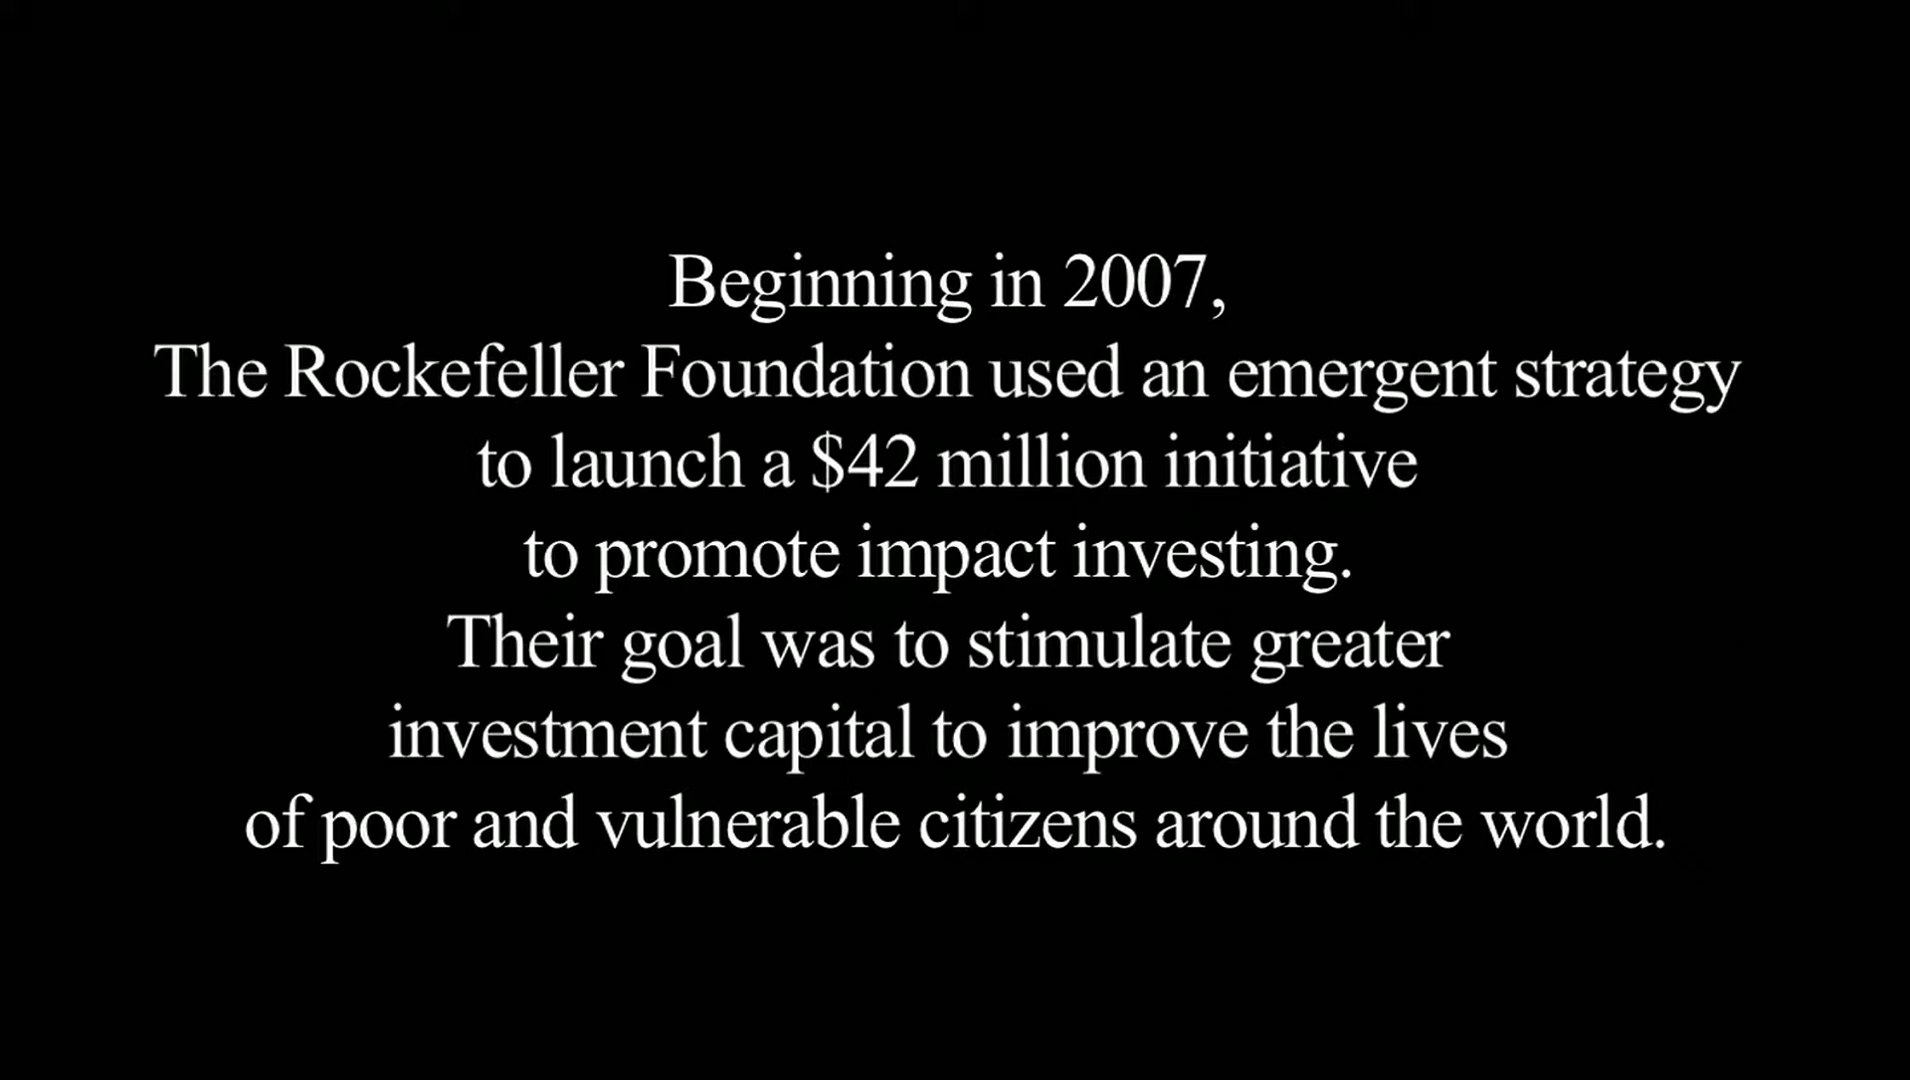 Beginning in 2007,
The Rockefeller Foundation used an emergent strategy
to launch a $42 million initiative
to promote impact investing.
Their goal was to stimulate greater
investment capital to improve the lives
of poor and vulnerable citizens around the world.